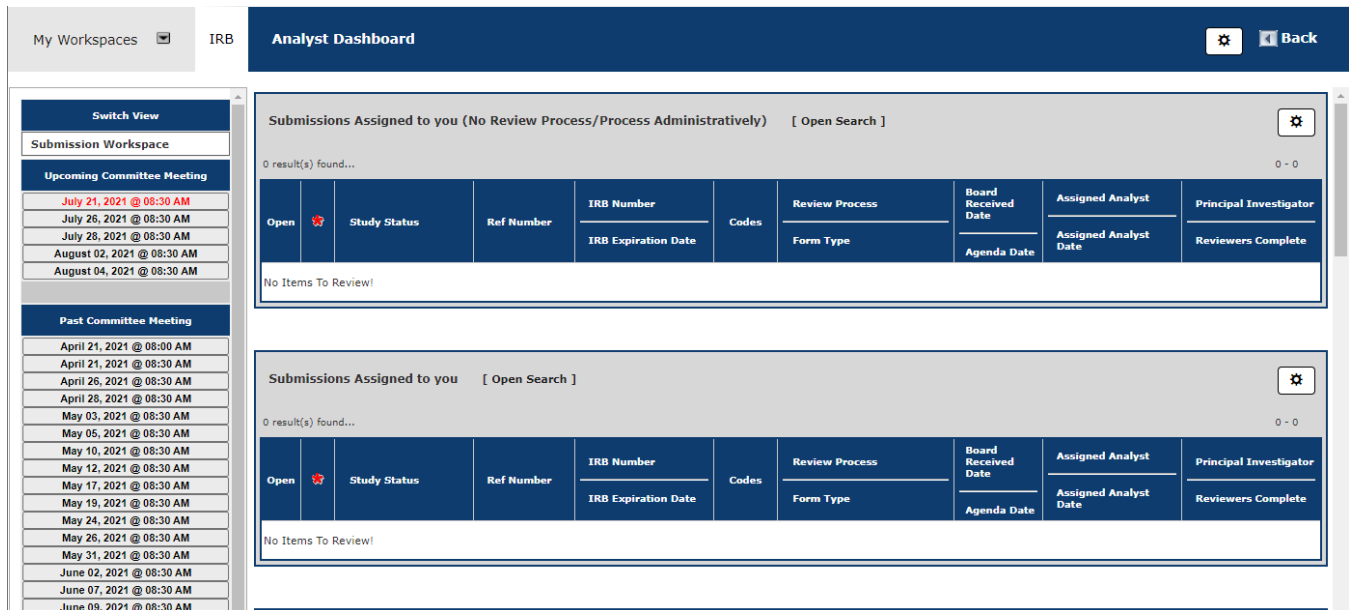 My Workspaces IRB Analyst Dashboard Back
Switch View
Submission Workspace
Upcoming Committee Meeting
July 21, 2021 @ 08:30 AM
July 26, 2021 @ 08:30 AM
July 28, 2021 @ 08:30 AM
August 02, 2021 @ 08:30 AM
August 04, 2021 @ 08:30 AM
Past Committee Meeting
April 21, 2021 @ 08:00 AM
April 21, 2021 @ 08:30 AM
April 26, 2021 @ 08:30 AM
April 28, 2021 @ 08:30 AM
May 03, 2021 @ 08:30 AM
May 05, 2021 @ 08:30 AM
May 10, 2021 @ 08:30 AM
May 12, 2021 @ 08:30 AM
May 17, 2021 @ 08:30 AM
May 19, 2021 @ 08:30 AM
May 24, 2021 @ 08:30 AM
May 26, 2021 @ 08:30 AM
May 31, 2021 @ 08:30 AM
June 02, 2021 @ 08:30 AM
June 07, 2021 @ 08:30 AM
June 09, 2021 @ 08:30 AM
Submissions Assigned to you (No Review Process/Process Administratively) [ Open Search ]
0 result(s) found... 0 - 0
Open
Study Status
Ref Number
IRB Number
IRB Expiration Date
Codes
Review Process
Form Type
Board
Received
Date
Agenda Date
Assigned Analyst
Assigned Analyst
Date
Principal Investigator
Reviewers Complete
No Items To Review!
Submissions Assigned to you [ Open Search ]
0 result(s) found... 0 - 0
Open
Study Status
Ref Number
IRB Number
IRB Expiration Date
Codes
Review Process
Form Type
Board
Received
Date
Agenda Date
Assigned Analyst
Assigned Analyst
Date
Principal Investigator
Reviewers Complete
No Items To Review!